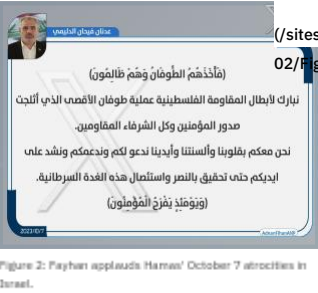 عدنان فيحان الدليمي
(/sites
02/Fig
(فَأَخَذَهُمُ الطُّوفَانُ وَهُمْ ظَالِمُونَ)
نبارك لأبطال المقاومة الفلسطينية عملية طوفان الأقصى الذي أثلجت
صدور المؤمنين وكل الشرفاء المقاومين.
نحن معكم بقلوبنا وألسنتنا وأيدينا ندعو لكم وندعمكم ونشد على
ايديكم حتى تحقيق بالنصر واستئصال هذه الغدة السرطانية.
(وَيَوْمَئِذٍ يَفْرَحُ الْمُؤْمِنُونَ)
2023/10/7
Figure 2: Fayhan applauds Hamas' October 7 atrocities in
Israel.